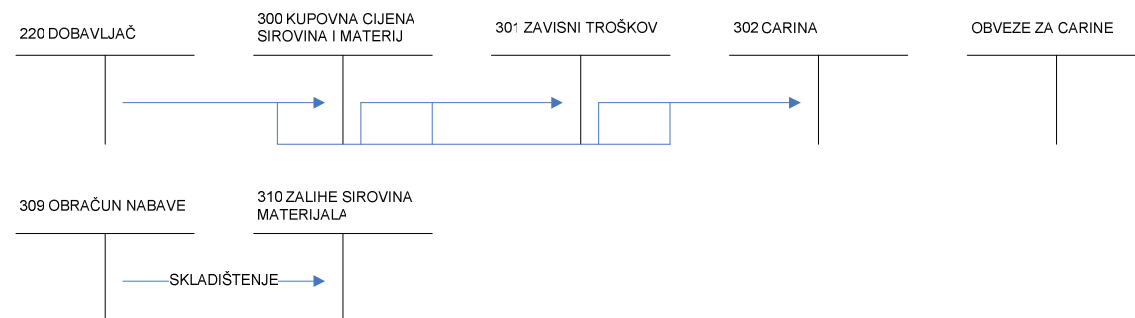 220 DOBAVLJAČ
300 KUPOVNA CIJENA
SIROVINA I MATERIJ
301 ZAVISNI TROŠKOV
302 CARINA
OBVEZE ZA CARINE
309 OBRAČUN NABAVE
310 ZALIHE SIROVINA
MATERIJALA
SKLADIŠTENJE